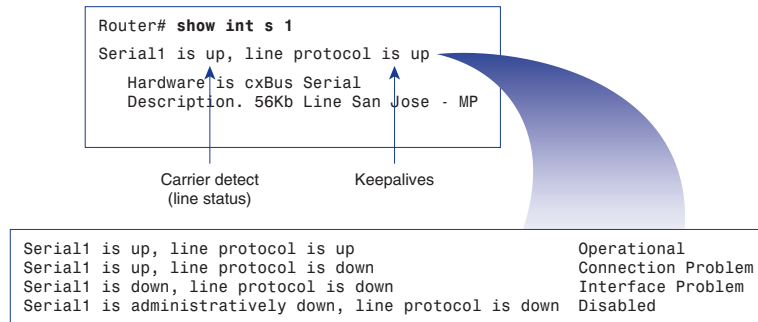 Router# show int s 1
Serial1 is up, line protocol is up
Hardware is cxBus Serial
Description. 56Kb Line San Jose - MP
Carrier detect
(line status)
Keepalives
Serial1 is up, line protocol is up Operational
Serial1 is up, line protocol is down Connection Problem
Serial1 is down, line protocol is down Interface Problem
Serial1 is administratively down, line protocol is down Disabled